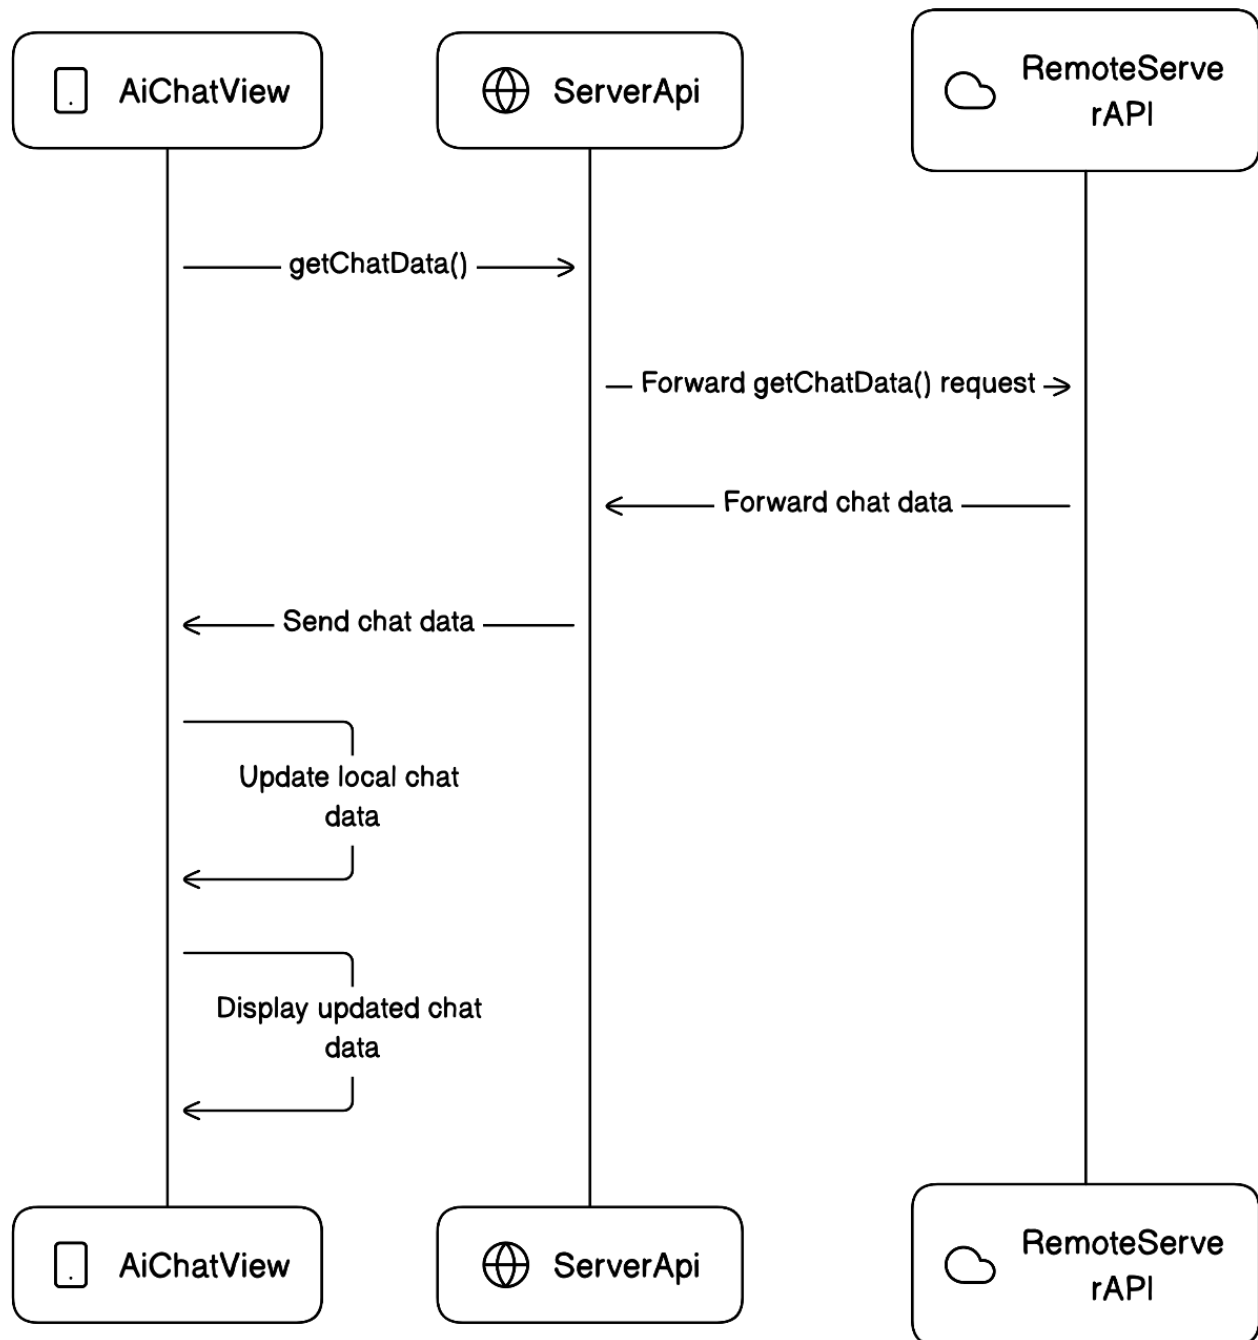 AiChatView
ServerApi
RemoteServe
rAPI
getChatData()
Forward getChatData() request
Forward chat data
Send chat data
Update local chat
data
Display updated chat
data
AiChatView
ServerApi
RemoteServe
rAPI